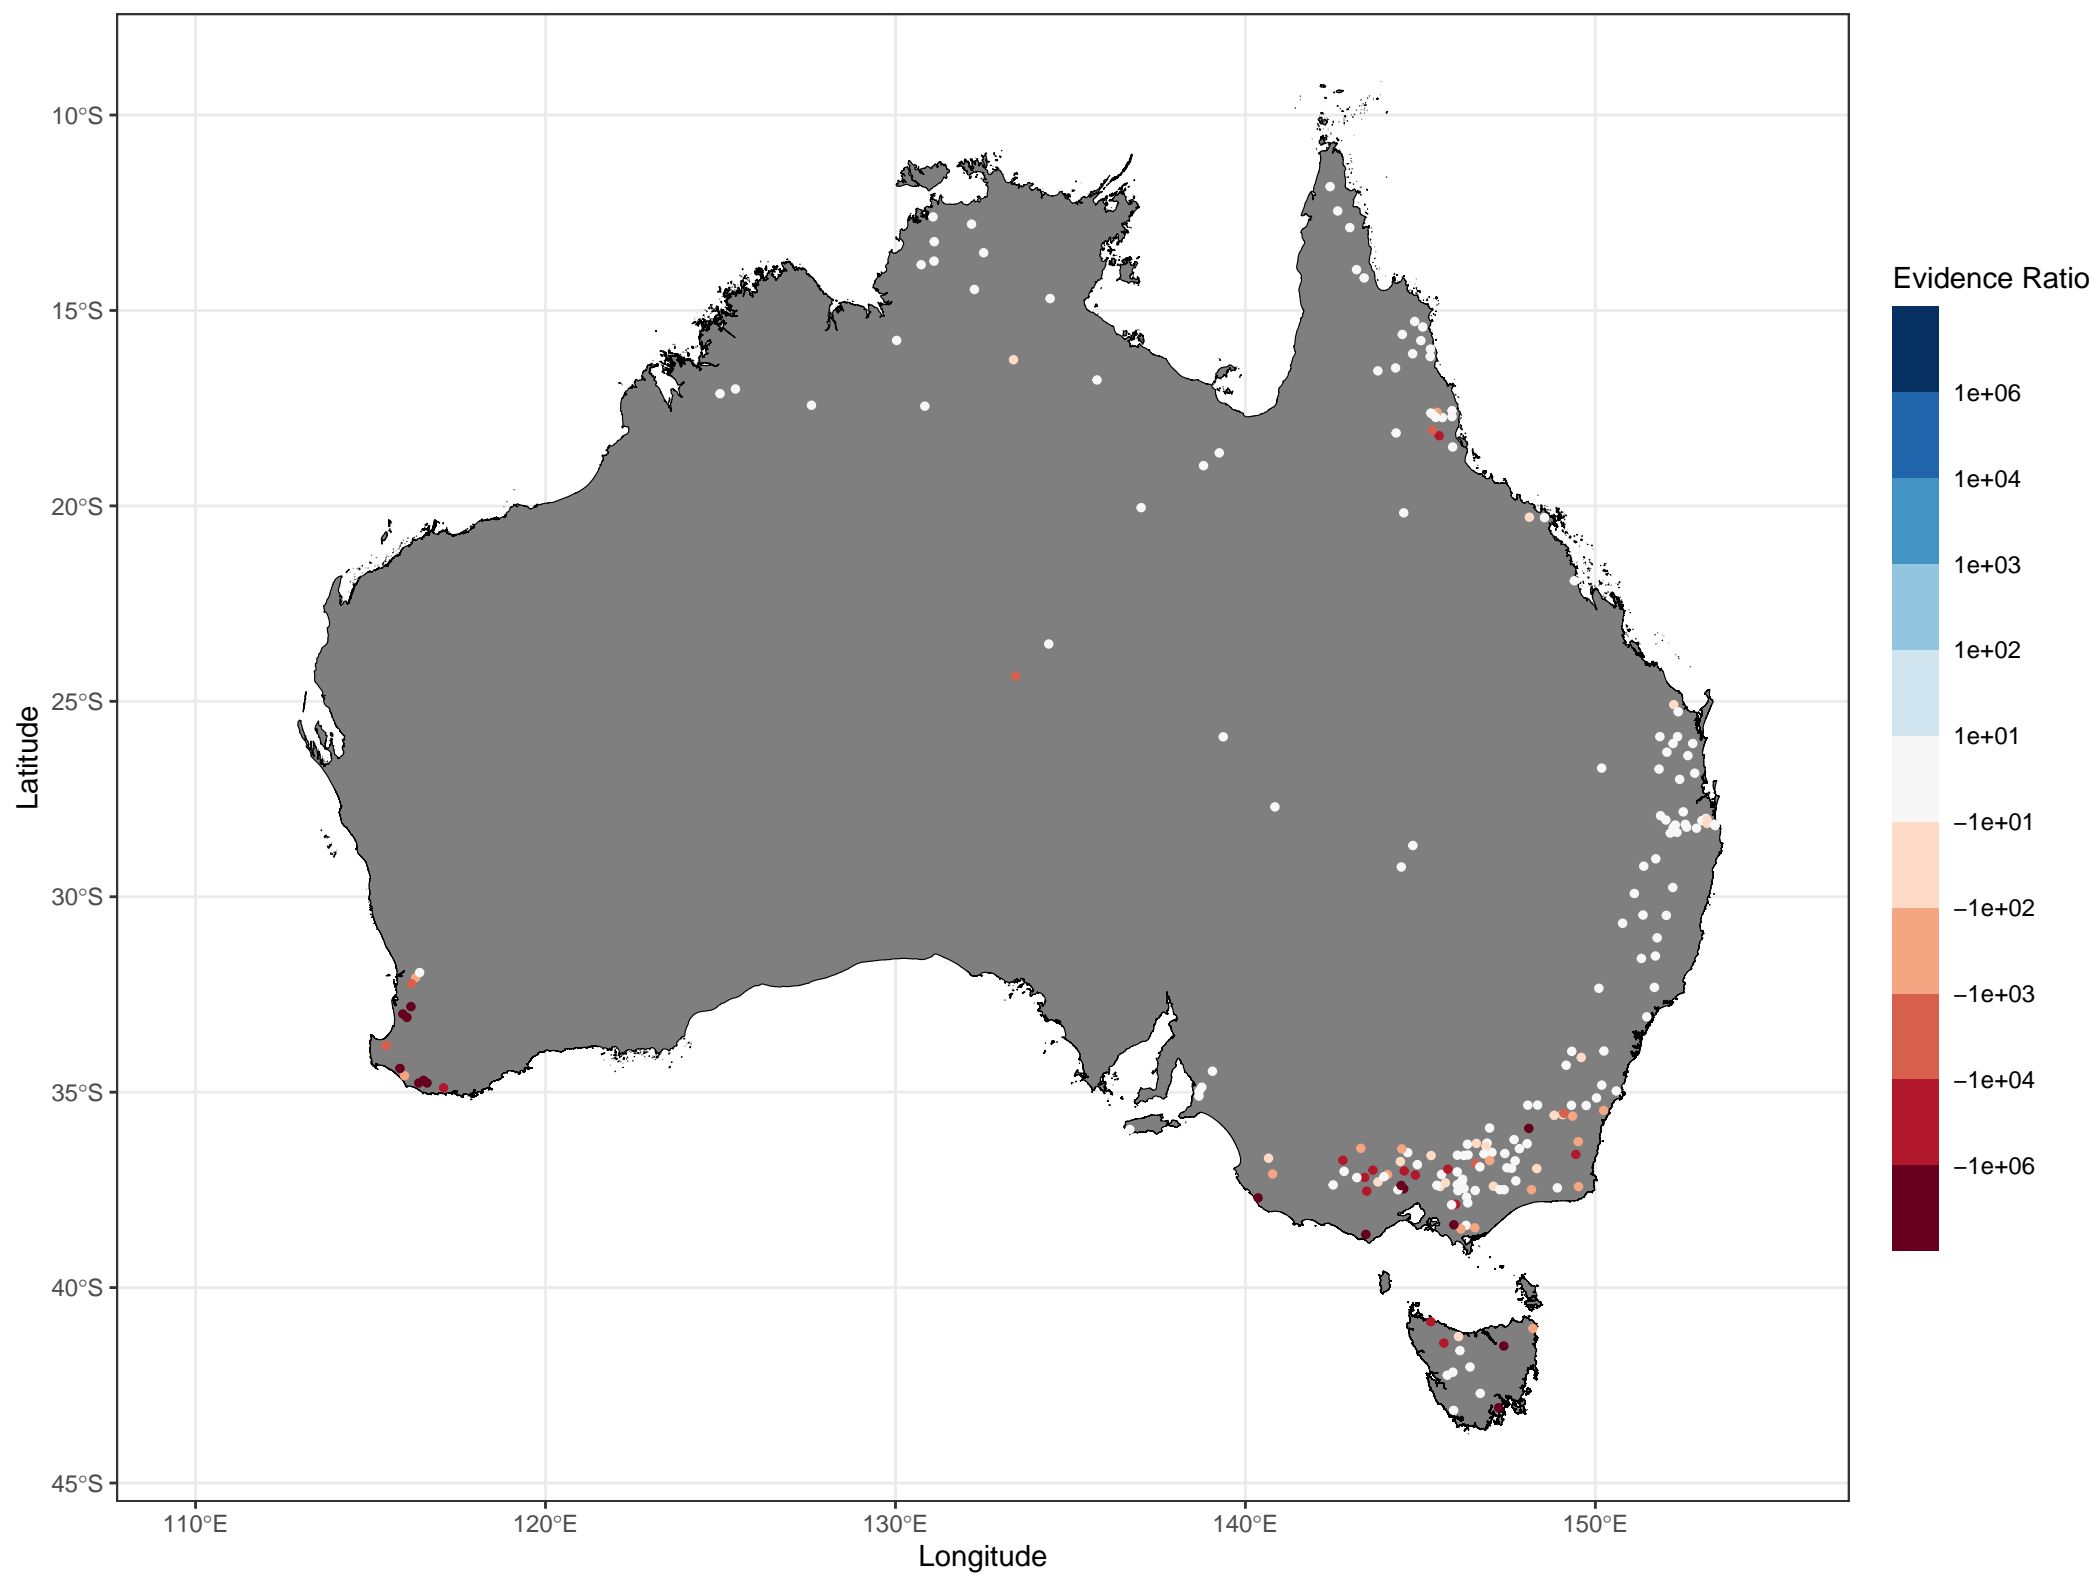 Evidence Ratio
1e+06
1e+04
1e+03
1e+02
1e+01
−1e+01
−1e+02
−1e+03
−1e+04
−1e+06
Latitude
10°S
15°S
20°S
25°S
30°S
35°S
40°S
45°S
110°E
120°E
130°E
140°E
150°E
Longitude